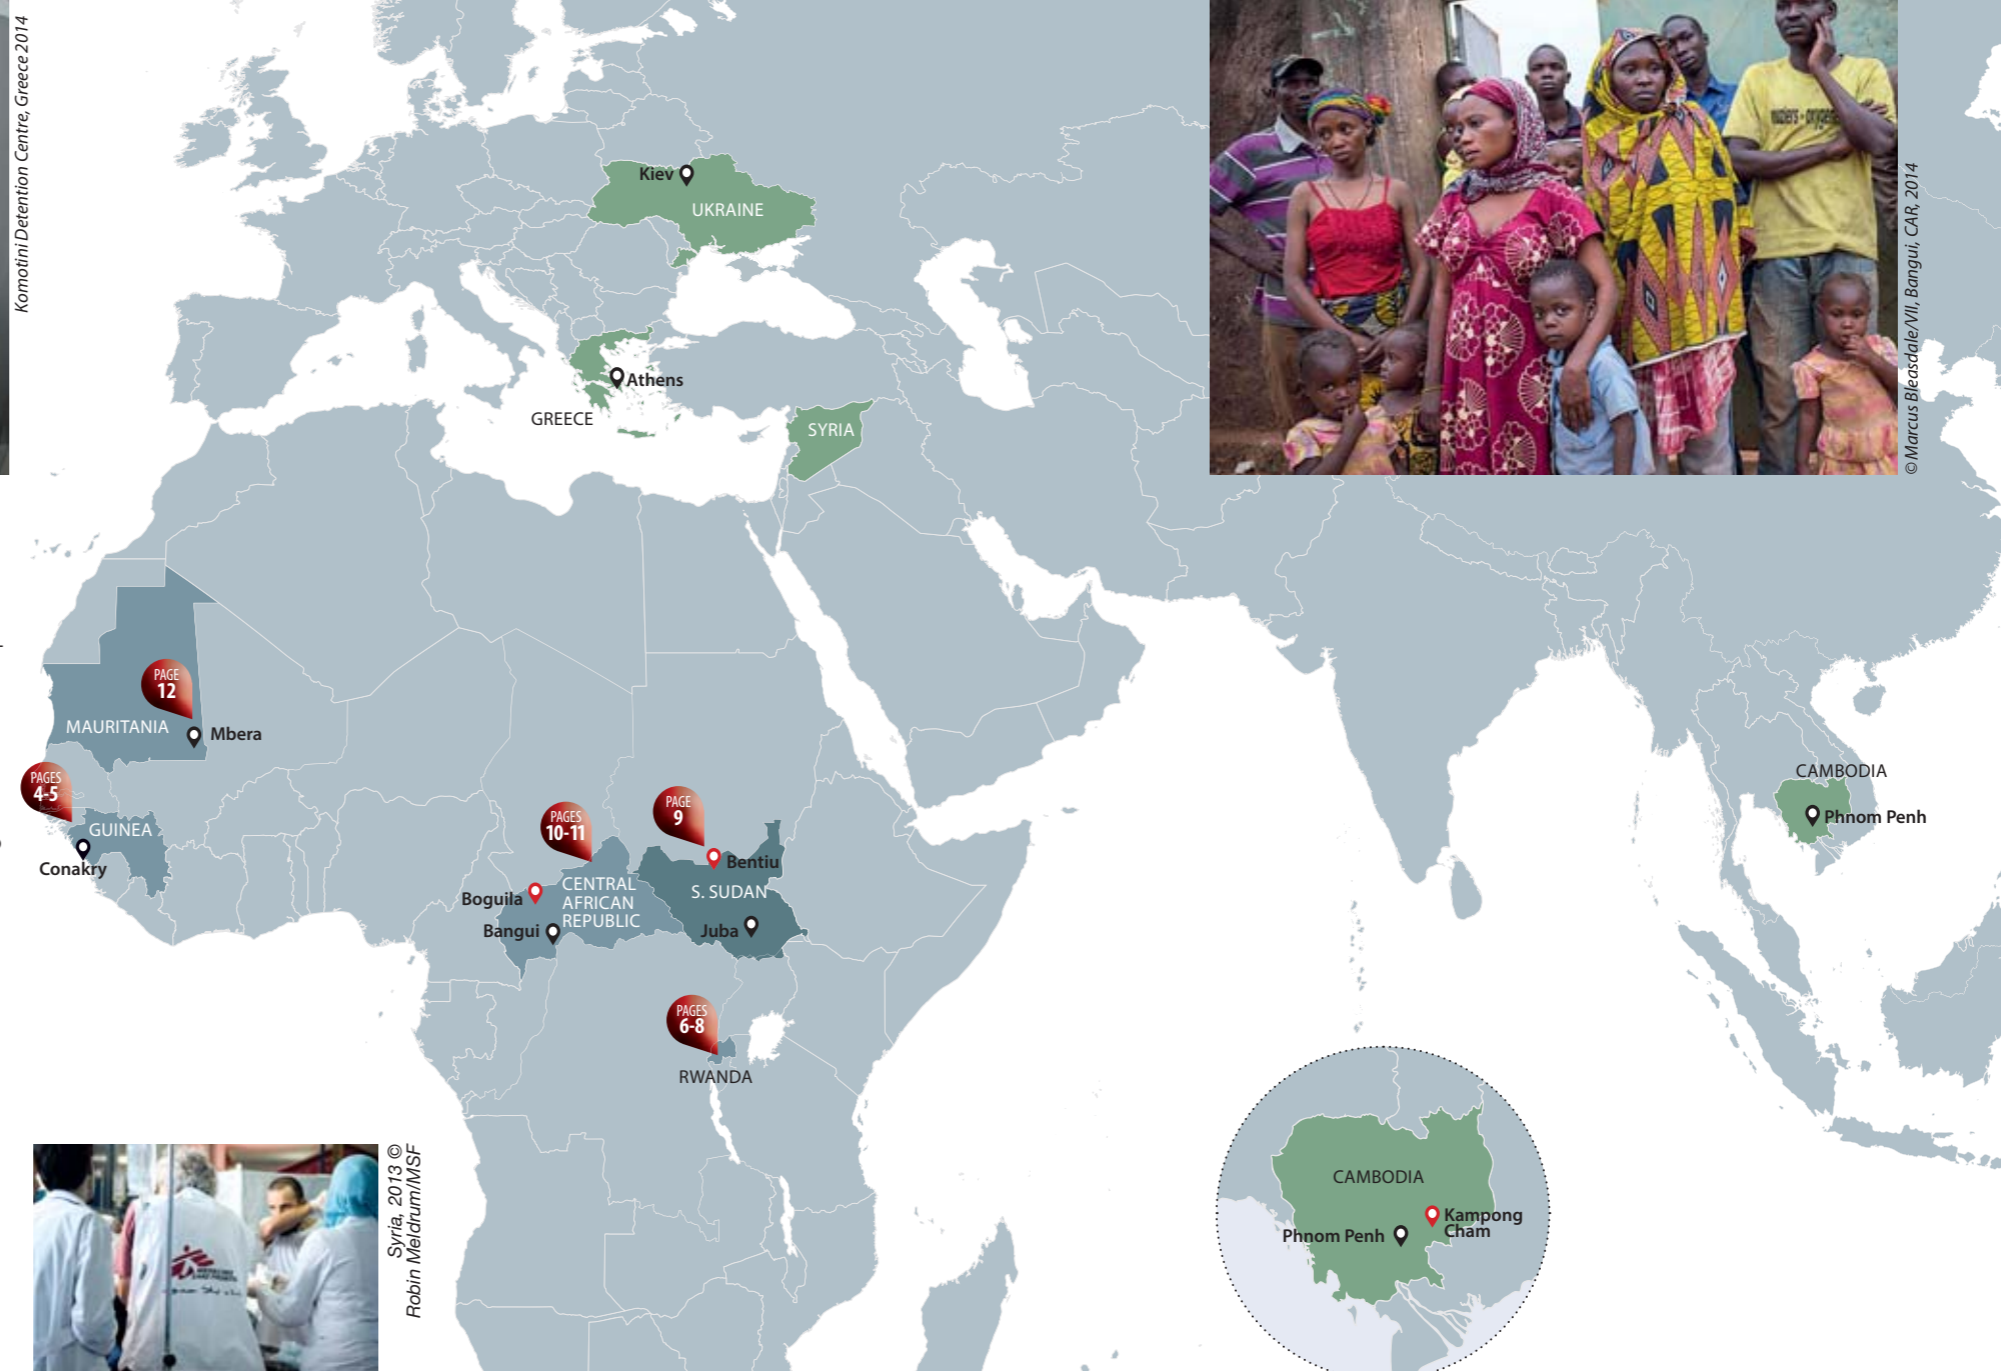 Komotini Detention Centre, Greece 2014
© Marcus Bleasdale/VII, Bangui, CAR, 2014
Kiev
UKRAINE
Athens
GREECE
SYRIA
PAGE
12
MAURITANIA
Mbera
PAGES
4-5
GUINEA
Conakry
PAGES
10-11
PAGE
9
Bentiu
Boguila
CENTRAL
AFRICAN
REPUBLIC
S. SUDAN
Bangui
Juba
PAGES
6-8
RWANDA
CAMBODIA
Phnom Penh
CAMBODIA
Kampong
Cham
Phnom Penh
Syria, 2013 ©
Robin Meldrum/MSF